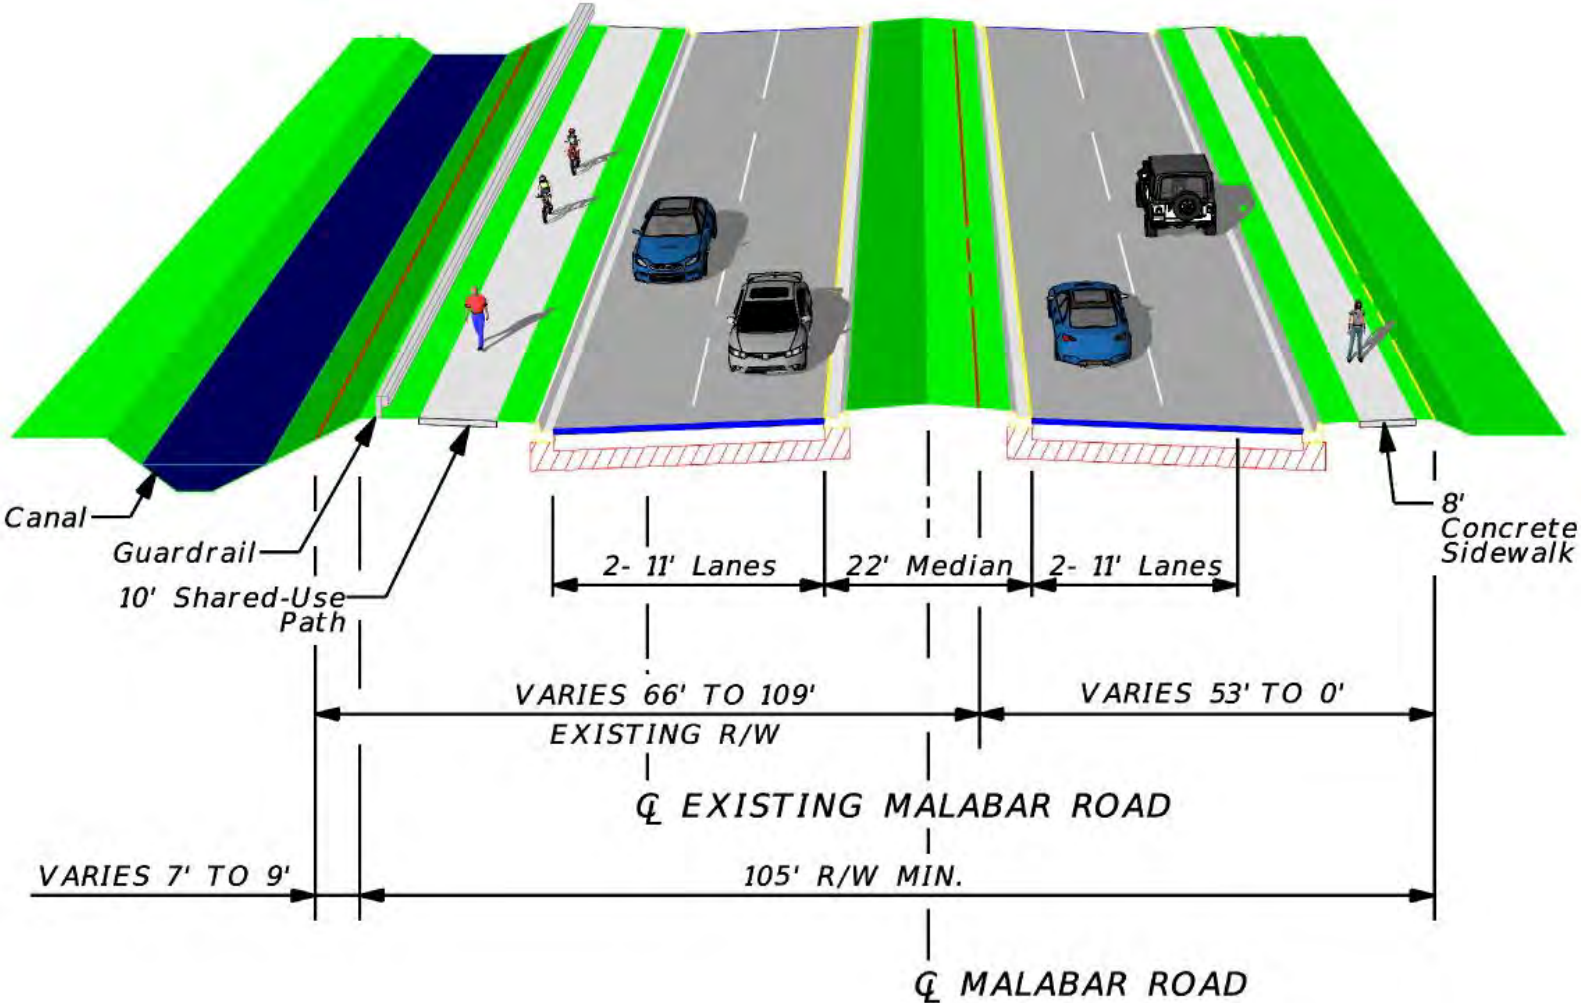 Canal
Guardrail
10' Shared-Use
Path
8'
Concrete
Sidewalk
2- 11' Lanes
22' Median
2- 11' Lanes
VARIES 66' TO 109'
EXISTING R/W
VARIES 53' TO 0'
℄ EXISTING MALABAR ROAD
VARIES 7' TO 9'
105' R/W MIN.
℄ MALABAR ROAD